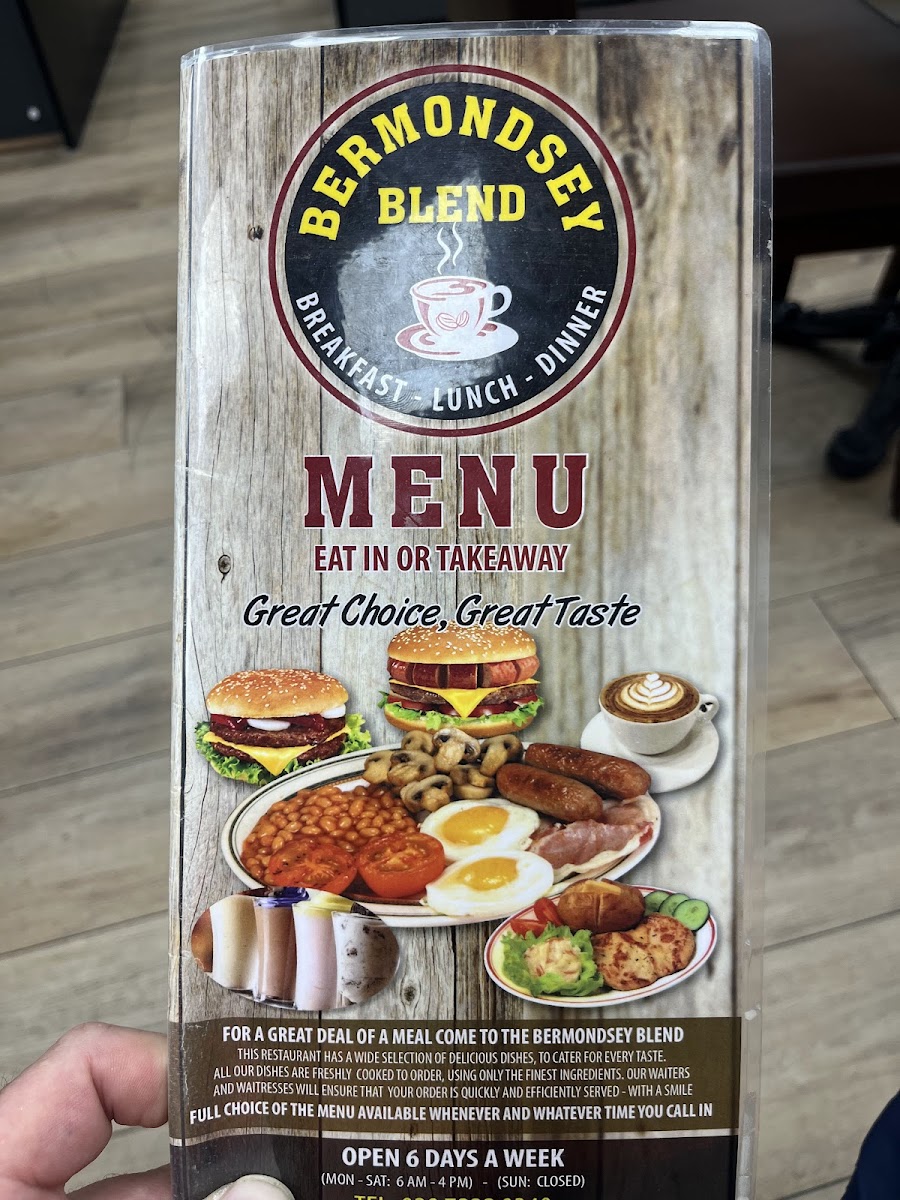 BERMONDSEY
BLEND
BREAKFAST - LUNCH - DINNER
MENU
EAT IN OR TAKEAWAY
Great Choice, Great Taste
FOR A GREAT DEAL OF A MEAL COME TO THE BERMONDSEY BLEND
THIS RESTAURANT HAS A WIDE SELECTION OF DELICIOUS DISHES, TO CATER FOR EVERY TASTE.
ALL OUR DISHES ARE FRESHLY COOKED TO ORDER, USING ONLY THE FINEST INGREDIENTS. OUR WAITERS
AND WAITRESSES WILL ENSURE THAT YOUR ORDER IS QUICKLY AND EFFICIENTLY SERVED - WITH A SMILE
FULL CHOICE OF THE MENU AVAILABLE WHENEVER AND WHATEVER TIME YOU CALL IN
OPEN 6 DAYS A WEEK
(MON - SAT: 6 AM - 4 PM) - (SUN: CLOSED)